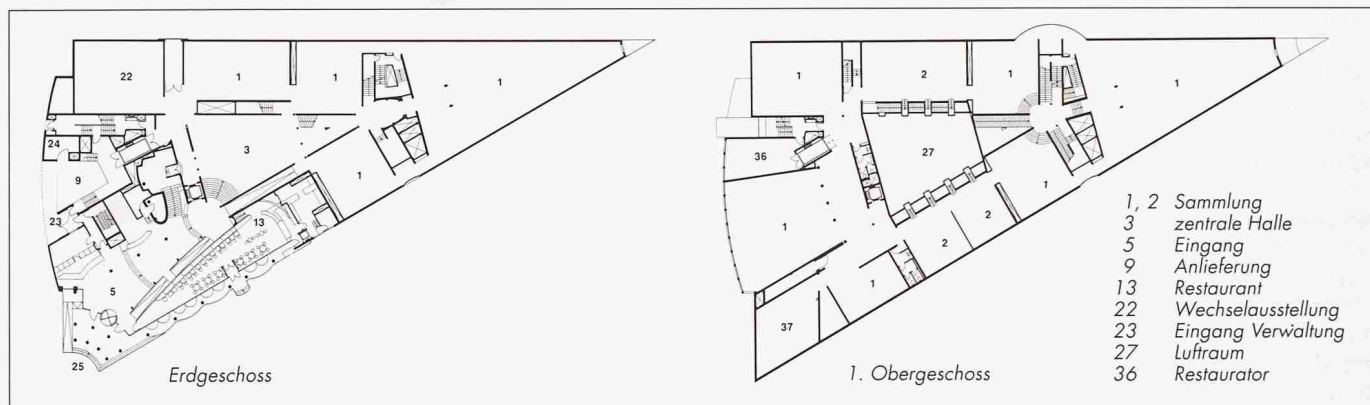 22
1
1
1
24
3
9
1
23
13
5
25
Erdgeschoss
1
2
1
1
36
27
1
1
2
2
1
37
1. Obergeschoss
1, 2 Sammlung
3 zentrale Halle
5 Eingang
9 Anlieferung
13 Restaurant
22 Wechselausstellung
23 Eingang Verwaltung
27 Luftraum
36 Restaurator